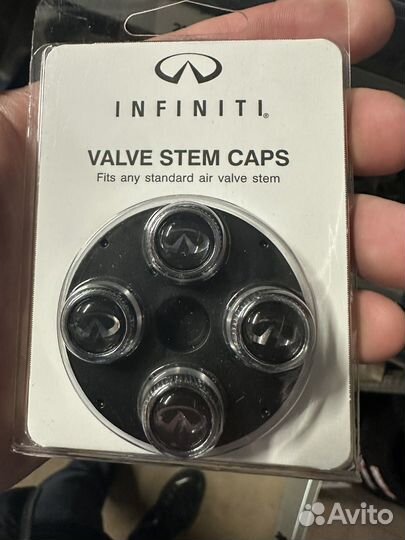 INFINITI®
VALVE STEM CAPS
Fits any standard air valve stem
Avito